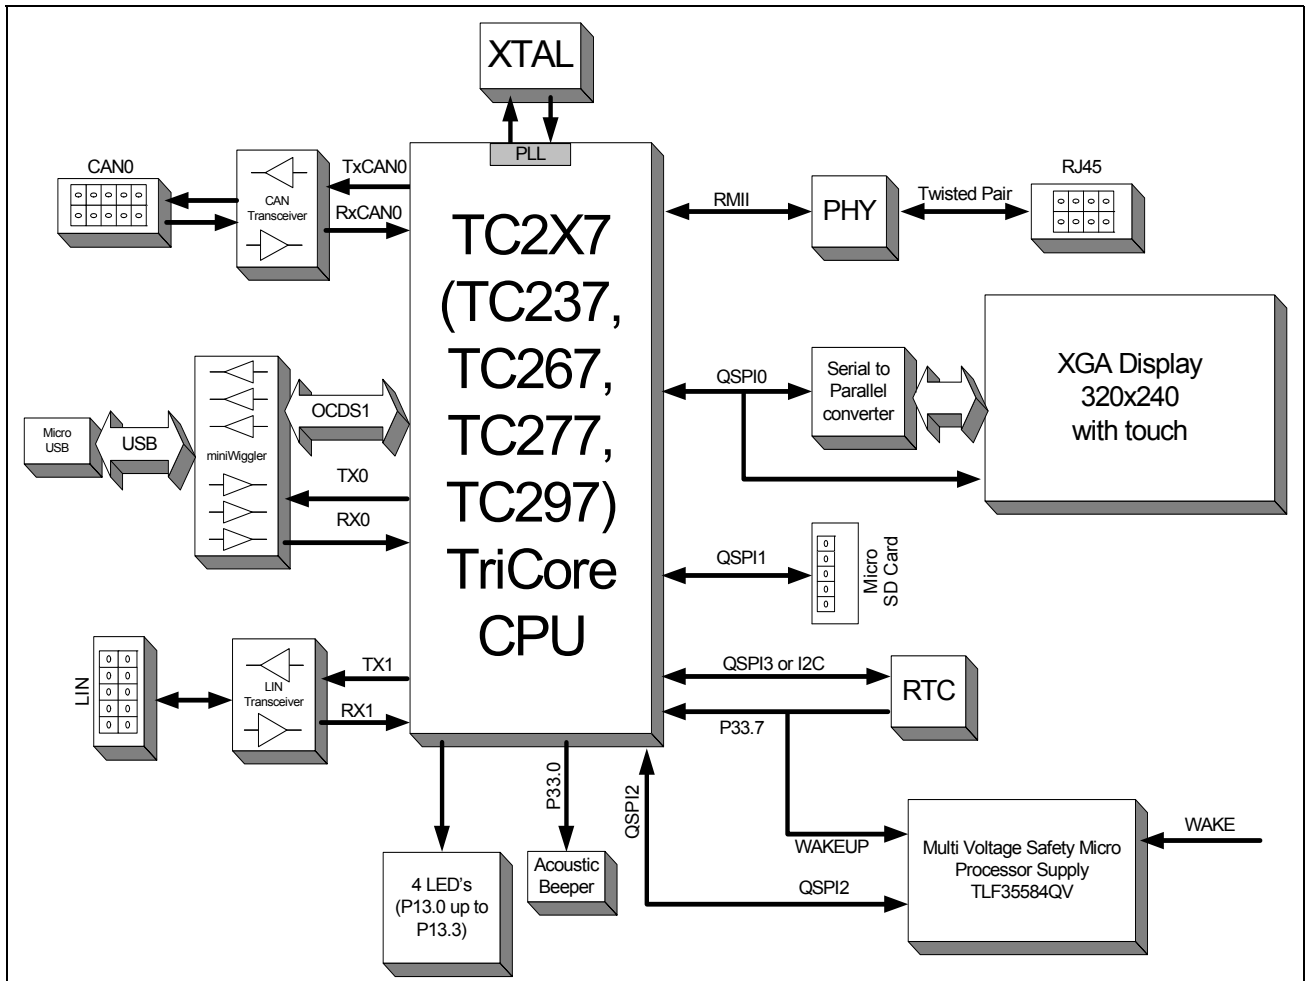 XTAL
PLL
CAN0
CAN
Transceiver
TxCAN0
RxCAN0
TC2X7
(TC237,
TC267,
TC277,
TC297)
TriCore
CPU
RMII
PHY
Twisted Pair
RJ45
Micro
USB
USB
miniWiggler
OCDS1
TX0
RX0
QSPI0
Serial to
Parallel
converter
XGA Display
320x240
with touch
QSPI1
Micro
SD Card
LIN
LIN
Transceiver
TX1
RX1
QSPI3 or I2C
P33.7
RTC
P33.0
QSPI2
WAKEUP
QSPI2
WAKE
4 LED's
(P13.0 up to
P13.3)
Acoustic
Beeper
Multi Voltage Safety Micro
Processor Supply
TLF35584QV